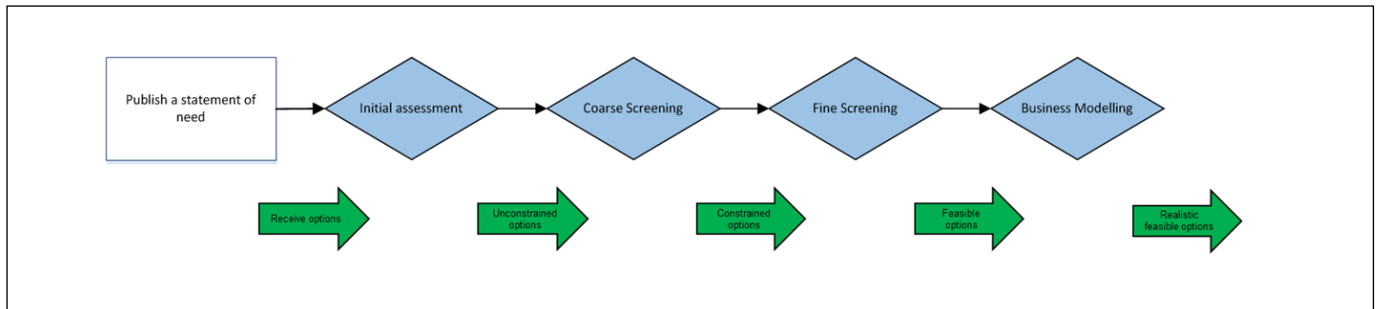 Publish a statement of
need
Initial assessment
Coarse Screening
Fine Screening
Business Modelling
Receive options
Unconstrained
options
Constrained
options
Feasible
options
Realistic
feasible options